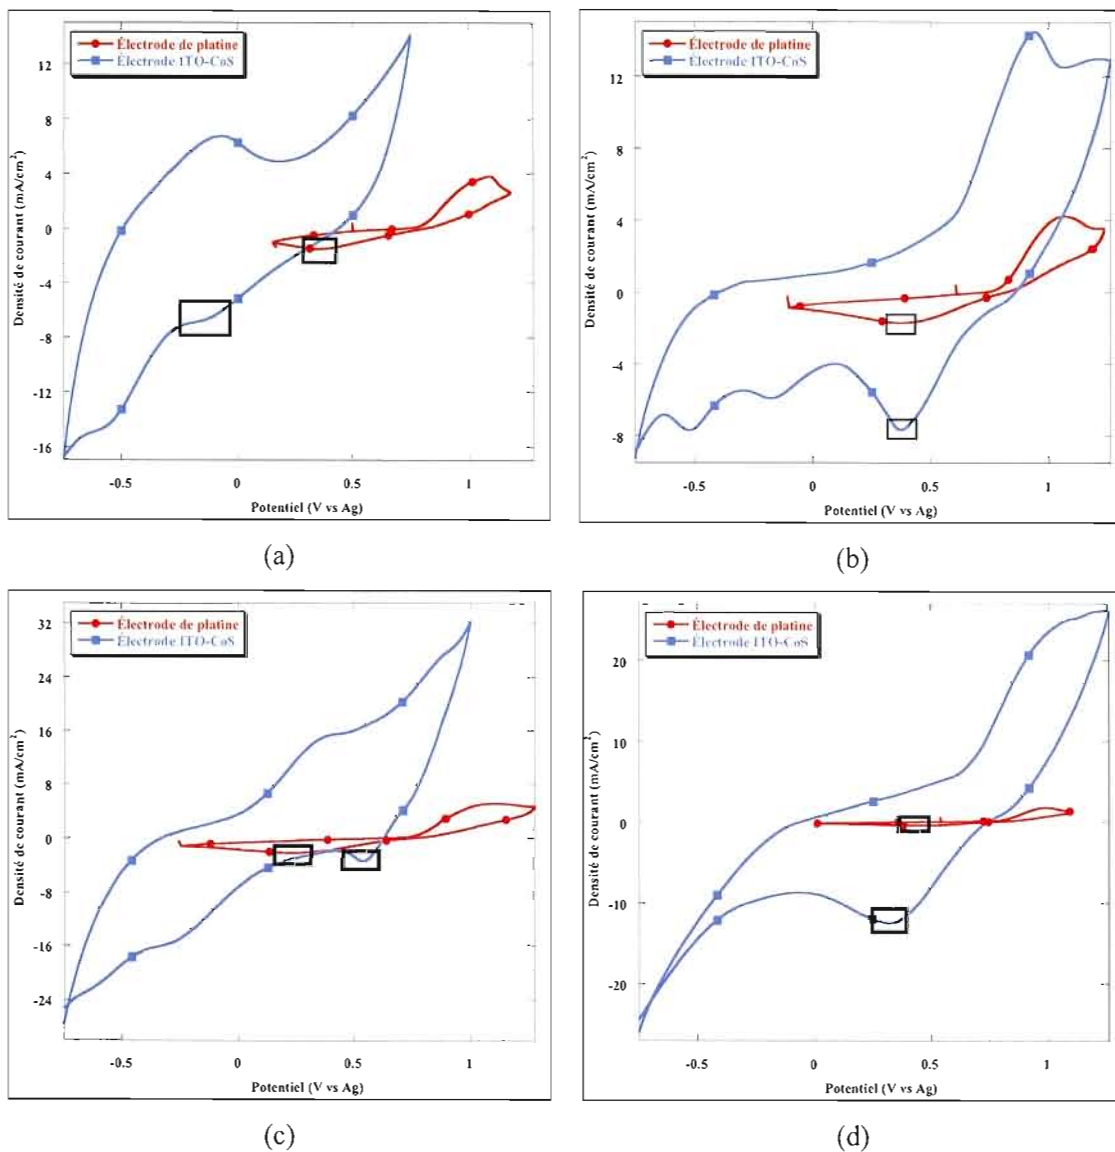 Électrode de platine
Électrode ITO-CoS
12
8
4
0
-4
-8
-12
-16
Densité de courant (mA/cm²)
-0.5
0
0.5
1
Potentiel (V vs Ag)
(a)
Électrode de platine
Électrode ITO-CoS
12
8
4
0
-4
-8
Densité de courant (mA/cm²)
-0.5
0
0.5
1
Potentiel (V vs Ag)
(b)
Électrode de platine
Électrode ITO-CoS
32
24
16
8
0
-8
-16
-24
Densité de courant (mA/cm²)
-0.5
0
0.5
1
Potentiel (V vs Ag)
(c)
Électrode de platine
Électrode ITO-CoS
20
10
0
-10
-20
Densité de courant (mA/cm²)
-0.5
0
0.5
1
Potentiel (V vs Ag)
(d)